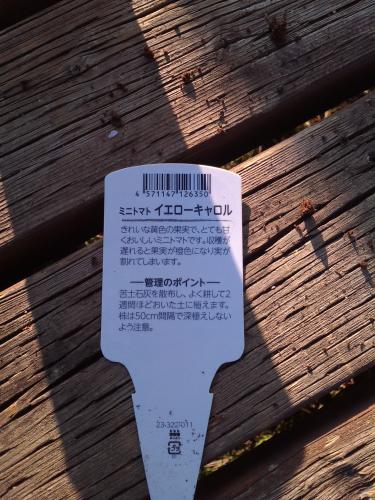 4 571147 126350
ミニトマト イエローキャロル
きれいな黄色の果実で、とても甘
くておいしいミニトマトです。収穫が
遅れると果実が橙色になり実が
割れてしまいます。
━管理のポイント━
苦土石灰を散布し、よく耕して2
週間ほどおいた土に植えます。
株は50cm間隔で深植えしない
よう注意。
23-322-011
プラ